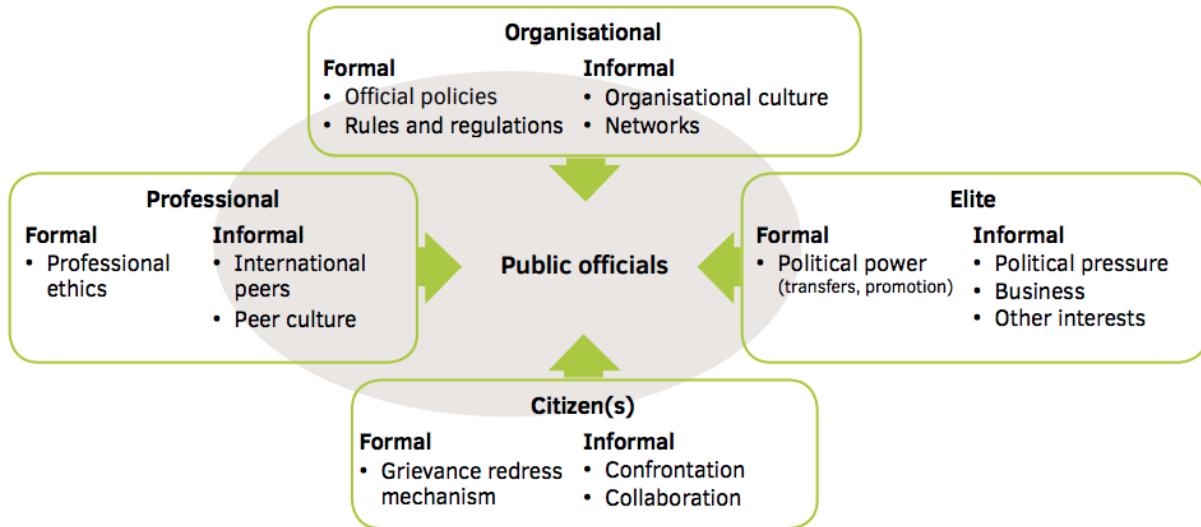 Organisational
Formal
• Official policies
• Rules and regulations
Informal
• Organisational culture
• Networks
Professional
Formal
• Professional
ethics
Informal
• International
peers
• Peer culture
Public officials
Elite
Formal
• Political power
(transfers, promotion)
Informal
• Political pressure
• Business
• Other interests
Citizen(s)
Formal
• Grievance redress
mechanism
Informal
• Confrontation
• Collaboration